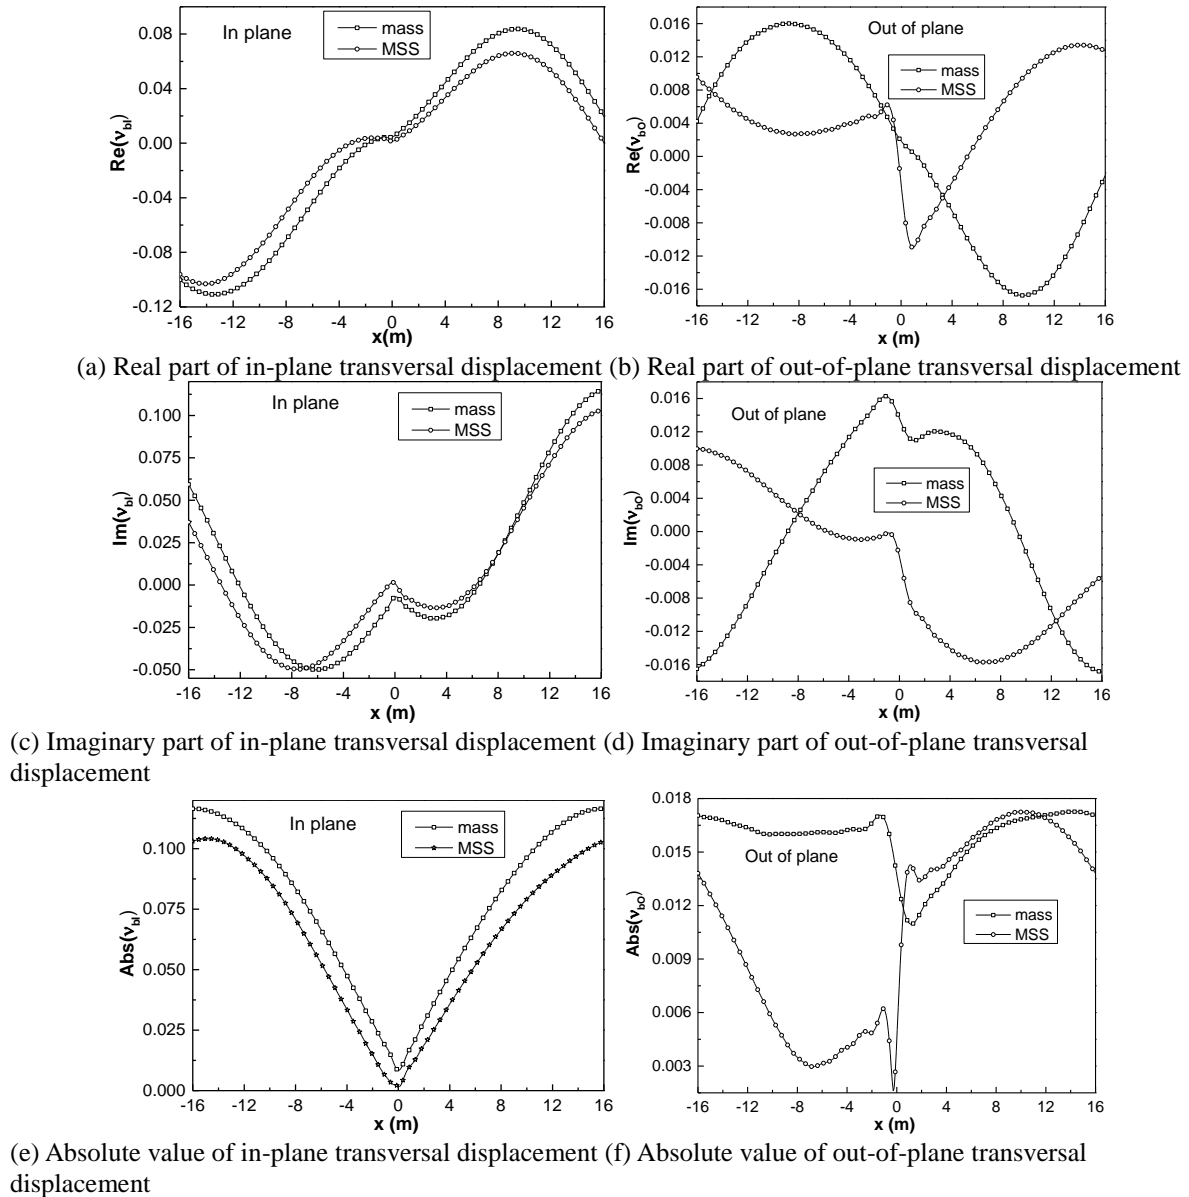 In plane
mass
MSS
Re(νbI)
0.08
0.04
0.00
-0.04
-0.08
-0.12
-16 -12 -8 -4 0 4 8 12 16
x(m)
Out of plane
mass
MSS
Re(νbO)
0.016
0.012
0.008
0.004
0.000
-0.004
-0.008
-0.012
-0.016
-16 -12 -8 -4 0 4 8 12 16
x (m)
(a) Real part of in-plane transversal displacement (b) Real part of out-of-plane transversal displacement
In plane
mass
MSS
Im(νbI)
0.100
0.075
0.050
0.025
0.000
-0.025
-0.050
-16 -12 -8 -4 0 4 8 12 16
x (m)
Out of plane
mass
MSS
Im(νbO)
0.016
0.012
0.008
0.004
0.000
-0.004
-0.008
-0.012
-0.016
-16 -12 -8 -4 0 4 8 12 16
x (m)
(c) Imaginary part of in-plane transversal displacement (d) Imaginary part of out-of-plane transversal
displacement
In plane
mass
MSS
Abs(νbI)
0.100
0.075
0.050
0.025
0.000
-16 -12 -8 -4 0 4 8 12 16
x (m)
Out of plane
mass
MSS
Abs(νbO)
0.018
0.015
0.012
0.009
0.006
0.003
-16 -12 -8 -4 0 4 8 12 16
x (m)
(e) Absolute value of in-plane transversal displacement (f) Absolute value of out-of-plane transversal
displacement